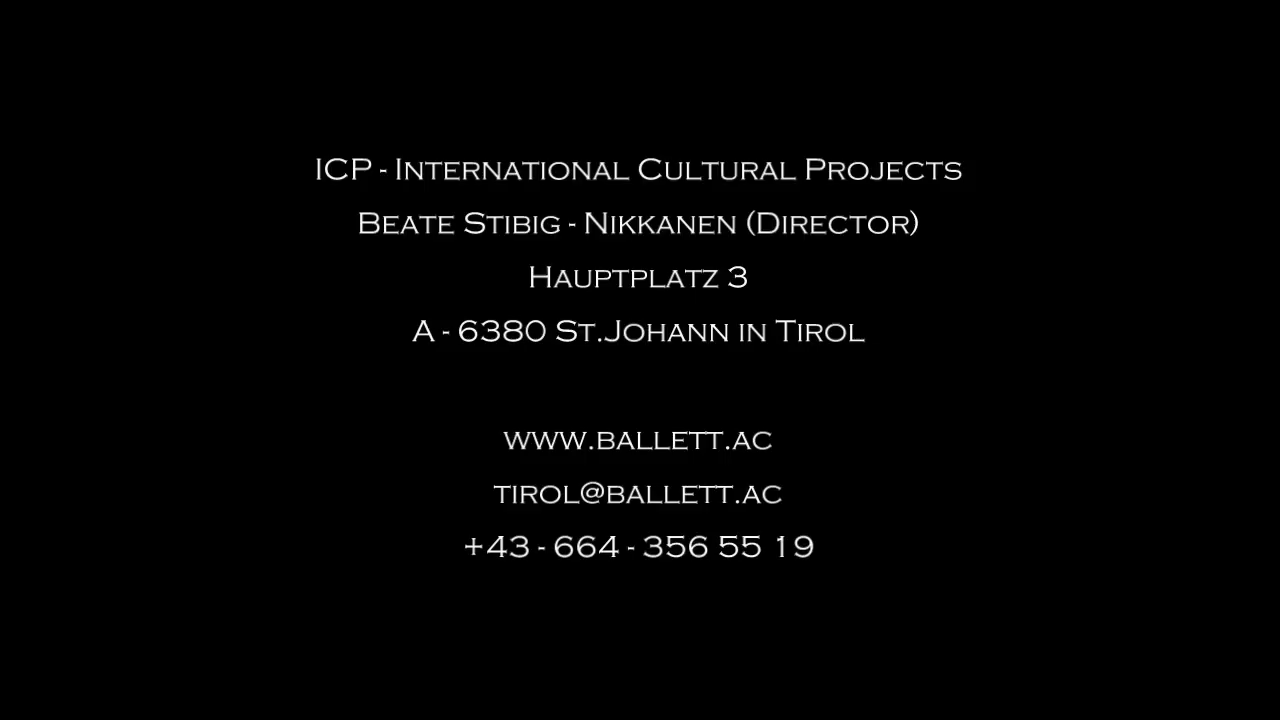 ICP - International Cultural Projects
Beate Stibig - Nikkanen (Director)
Hauptplatz 3
A - 6380 St.Johann in Tirol
www.ballett.ac
tirol@ballett.ac
+43 - 664 - 356 55 19